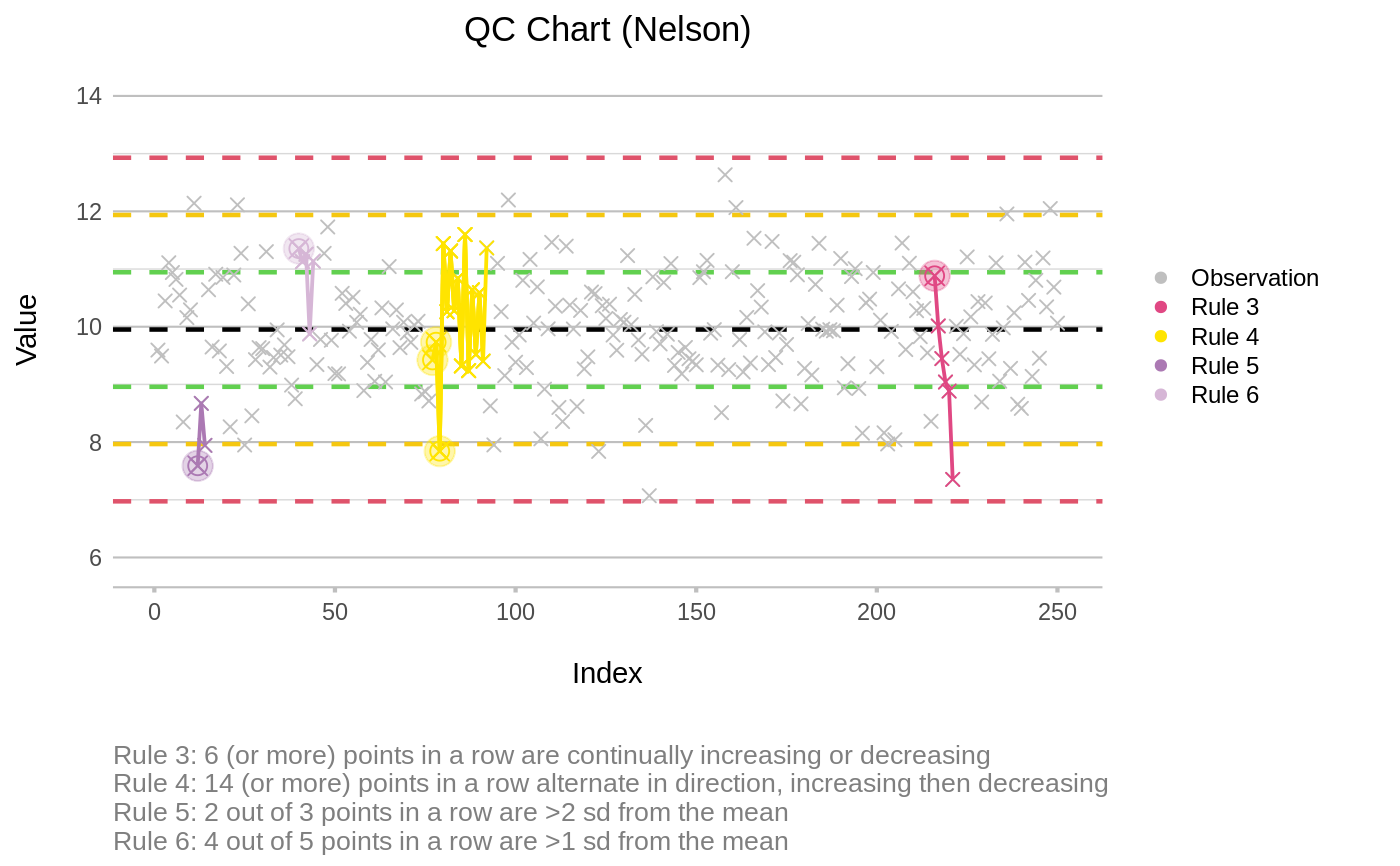 QC Chart (Nelson)
14
12
10
8
6
Value
0 50 100 150 200 250
Index
Observation
Rule 3
Rule 4
Rule 5
Rule 6
Rule 3: 6 (or more) points in a row are continually increasing or decreasing
Rule 4: 14 (or more) points in a row alternate in direction, increasing then decreasing
Rule 5: 2 out of 3 points in a row are >2 sd from the mean
Rule 6: 4 out of 5 points in a row are >1 sd from the mean